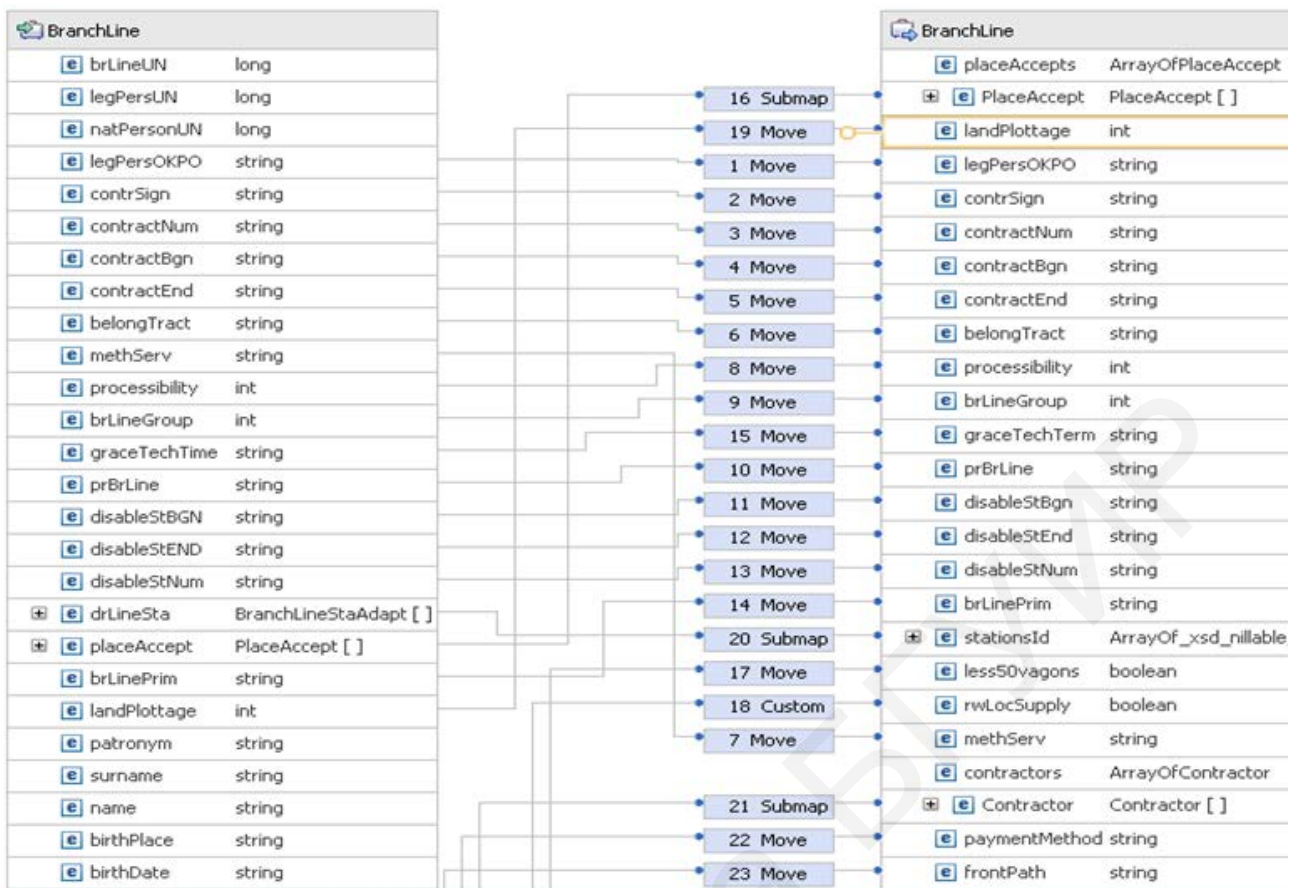 BranchLine
brLineUN long
legPersUN long
natPersonUN long
legPersOKPO string
contrSign string
contractNum string
contractBgn string
contractEnd string
belongTract string
methServ string
processibility int
brLineGroup int
graceTechTime string
prBrLine string
disableStBGN string
disableStEND string
disableStNum string
drLineSta BranchLineStaAdapt [ ]
placeAccept PlaceAccept [ ]
brLinePrim string
landPlottage int
patronym string
surname string
name string
birthPlace string
birthDate string
16 Submap
19 Move
1 Move
2 Move
3 Move
4 Move
5 Move
6 Move
8 Move
9 Move
15 Move
10 Move
11 Move
12 Move
13 Move
14 Move
20 Submap
17 Move
18 Custom
7 Move
21 Submap
22 Move
23 Move
BranchLine
placeAccepts ArrayOfPlaceAccept
PlaceAccept PlaceAccept [ ]
landPlottage int
legPersOKPO string
contrSign string
contractNum string
contractBgn string
contractEnd string
belongTract string
processibility int
brLineGroup int
graceTechTerm string
prBrLine string
disableStBgn string
disableStEnd string
disableStNum string
brLinePrim string
stationsId ArrayOf_xsd_nillable
less50vagons boolean
rwLocSupply boolean
methServ string
contractors ArrayOfContractor
Contractor Contractor [ ]
paymentMethod string
frontPath string
БГУИР